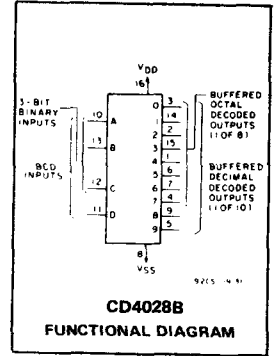 VDD
16
3-BIT
BINARY
INPUTS
BCD
INPUTS
10 A
13 B
12 C
11 D
0 3
1 14
2 2
3 15
4 1
5 6
6 7
7 4
8 9
9 5
BUFFERED
OCTAL
DECODED
OUTPUTS
(1 OF 8)
BUFFERED
DECIMAL
DECODED
OUTPUTS
(1 OF 10)
8
VSS
CD4028B
FUNCTIONAL DIAGRAM